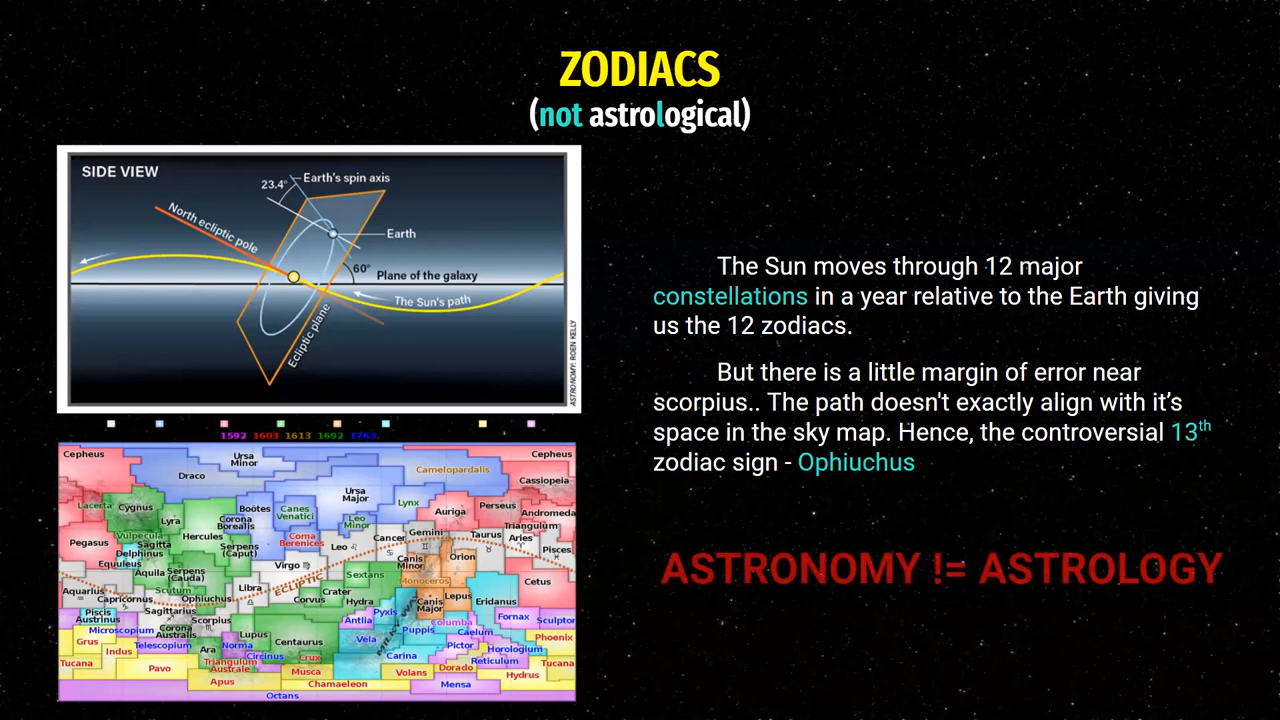 ZODIACS
(not astrological)
SIDE VIEW
23.4°
Earth's spin axis
North ecliptic pole
Earth
60°
Plane of the galaxy
The Sun's path
Ecliptic plane
ASTRONOMY: ROEN KELLY
The Sun moves through 12 major
constellations in a year relative to the Earth giving
us the 12 zodiacs.
But there is a little margin of error near
scorpius.. The path doesn't exactly align with it’s
space in the sky map. Hence, the controversial 13th
zodiac sign - Ophiuchus
ASTRONOMY != ASTROLOGY
1592 1603 1613 1692 1763.
Cepheus
Ursa
Minor
Cepheus
Draco
Camelopardalis
Cassiopeia
Ursa
Major
Lacerta
Cygnus
Lyra
Boötes
Canes
Venatici
Lynx
Auriga
Perseus
Andromeda
Corona
Borealis
Leo
Minor
Triangulum
Pegasus
Vulpecula
Sagitta
Hercules
Coma
Berenices
Leo ♌
Cancer
♋
Gemini
♊
Taurus
♉
Aries
♈
Pisces
♓
Delphinus
Equuleus
Serpens
(Caput)
Canis
Minor
Orion
Aquila
Serpens
(Cauda)
Virgo ♍
Sextans
Monoceros
Cetus
Aquarius
♒
Capricornus
♑
Scutum
Ophiuchus
Libra
♎
ECLIPTIC
Crater
Corvus
Hydra
Canis
Major
Lepus
Eridanus
Piscis
Austrinus
Sagittarius
♐
Scorpius
♏
Pyxis
Antlia
MILKY WAY
Columba
Fornax
Sculptor
Microscopium
Corona
Australis
Lupus
Centaurus
Vela
Puppis
Caelum
Phoenix
Grus
Indus
Telescopium
Ara
Norma
Circinus
Carina
Pictor
Horologium
Reticulum
Tucana
Pavo
Triangulum
Australe
Crux
Musca
Volans
Dorado
Hydrus
Tucana
Apus
Chamaeleon
Mensa
Octans